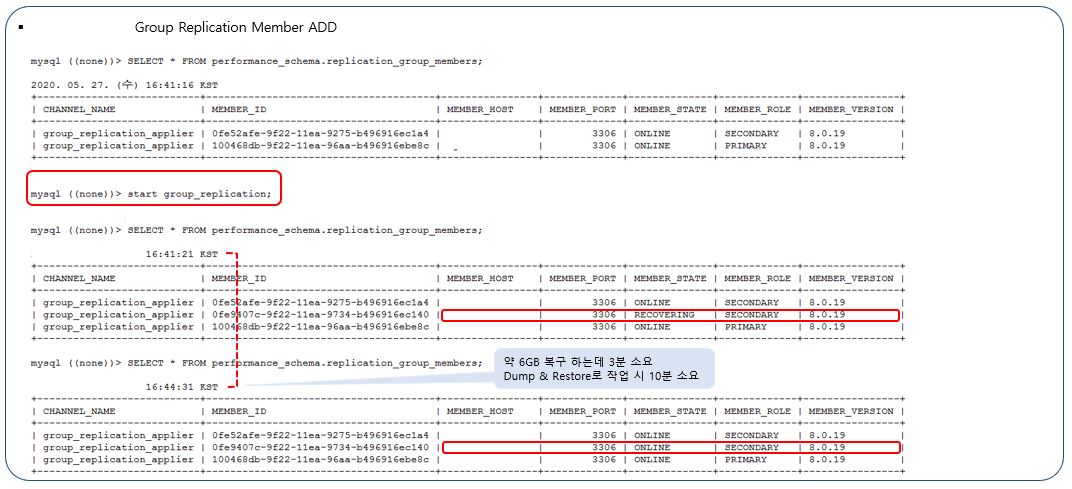 ▪ Group Replication Member ADD
mysql ((none))> SELECT * FROM performance_schema.replication_group_members;
2020. 05. 27. (수) 16:41:16 KST
| CHANNEL_NAME | MEMBER_ID | MEMBER_HOST | MEMBER_PORT | MEMBER_STATE | MEMBER_ROLE | MEMBER_VERSION |
| group_replication_applier | 0fe52afe-9f22-11ea-9275-b496916ec1a4 | | 3306 | ONLINE | SECONDARY | 8.0.19 |
| group_replication_applier | 100468db-9f22-11ea-96aa-b496916ebe8c | | 3306 | ONLINE | PRIMARY | 8.0.19 |
mysql ((none))> start group_replication;
mysql ((none))> SELECT * FROM performance_schema.replication_group_members;
16:41:21 KST
| CHANNEL_NAME | MEMBER_ID | MEMBER_HOST | MEMBER_PORT | MEMBER_STATE | MEMBER_ROLE | MEMBER_VERSION |
| group_replication_applier | 0fe52afe-9f22-11ea-9275-b496916ec1a4 | | 3306 | ONLINE | SECONDARY | 8.0.19 |
| group_replication_applier | 0fe9407c-9f22-11ea-9734-b496916ec140 | | 3306 | RECOVERING | SECONDARY | 8.0.19 |
| group_replication_applier | 100468db-9f22-11ea-96aa-b496916ebe8c | | 3306 | ONLINE | PRIMARY | 8.0.19 |
mysql ((none))> SELECT * FROM performance_schema.replication_group_members;
약 6GB 복구 하는데 3분 소요
Dump & Restore로 작업 시 10분 소요
16:44:31 KST
| CHANNEL_NAME | MEMBER_ID | MEMBER_HOST | MEMBER_PORT | MEMBER_STATE | MEMBER_ROLE | MEMBER_VERSION |
| group_replication_applier | 0fe52afe-9f22-11ea-9275-b496916ec1a4 | | 3306 | ONLINE | SECONDARY | 8.0.19 |
| group_replication_applier | 0fe9407c-9f22-11ea-9734-b496916ec140 | | 3306 | ONLINE | SECONDARY | 8.0.19 |
| group_replication_applier | 100468db-9f22-11ea-96aa-b496916ebe8c | | 3306 | ONLINE | PRIMARY | 8.0.19 |